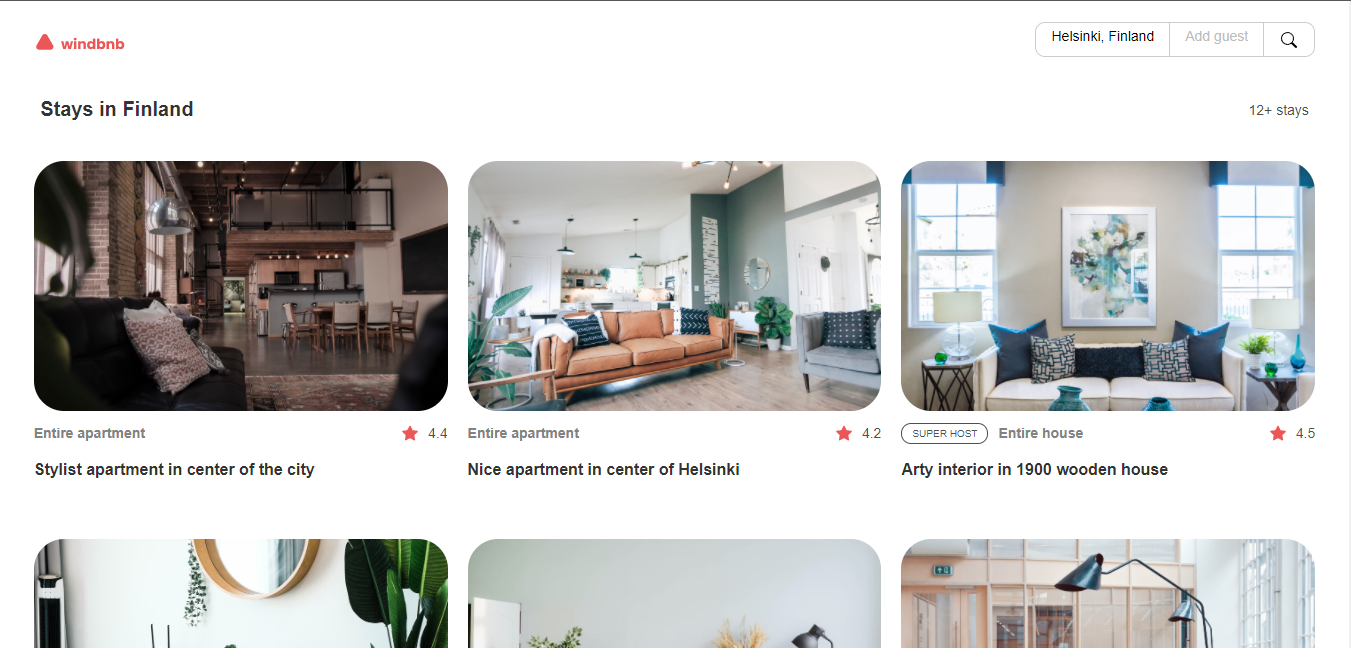 windbnb
Helsinki, Finland
Add guest
Stays in Finland
12+ stays
Entire apartment
4.4
Stylist apartment in center of the city
Entire apartment
4.2
Nice apartment in center of Helsinki
SUPER HOST
Entire house
4.5
Arty interior in 1900 wooden house